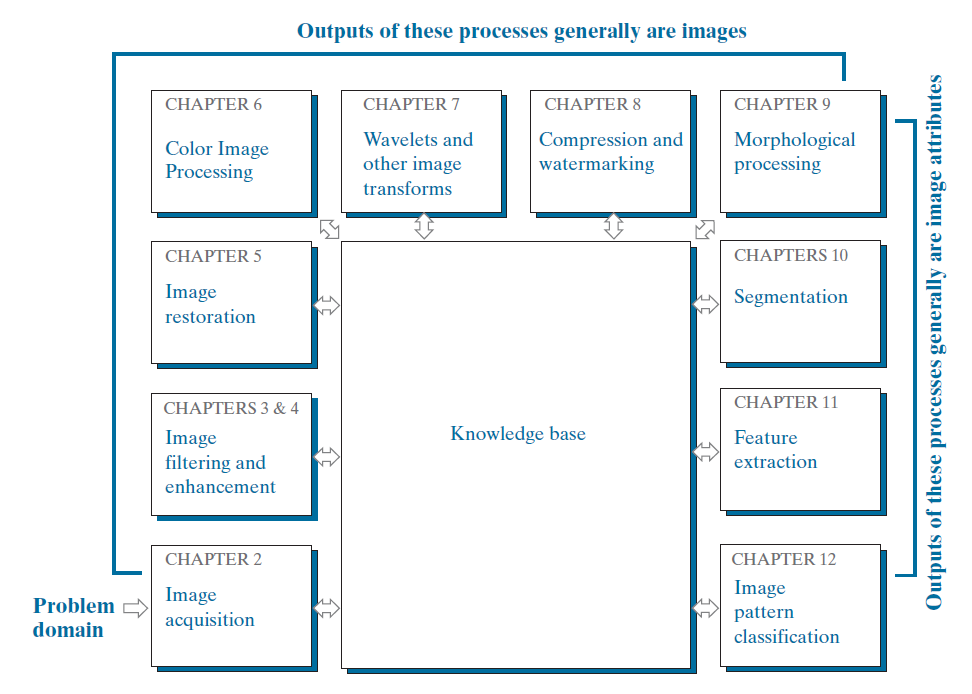 Outputs of these processes generally are images
CHAPTER 6
Color Image
Processing
CHAPTER 7
Wavelets and
other image
transforms
CHAPTER 8
Compression and
watermarking
CHAPTER 9
Morphological
processing
Outputs of these processes generally are image attributes
CHAPTER 5
Image
restoration
CHAPTERS 10
Segmentation
CHAPTERS 3 & 4
Image
filtering and
enhancement
Knowledge base
CHAPTER 11
Feature
extraction
Problem
domain
CHAPTER 2
Image
acquisition
CHAPTER 12
Image
pattern
classification